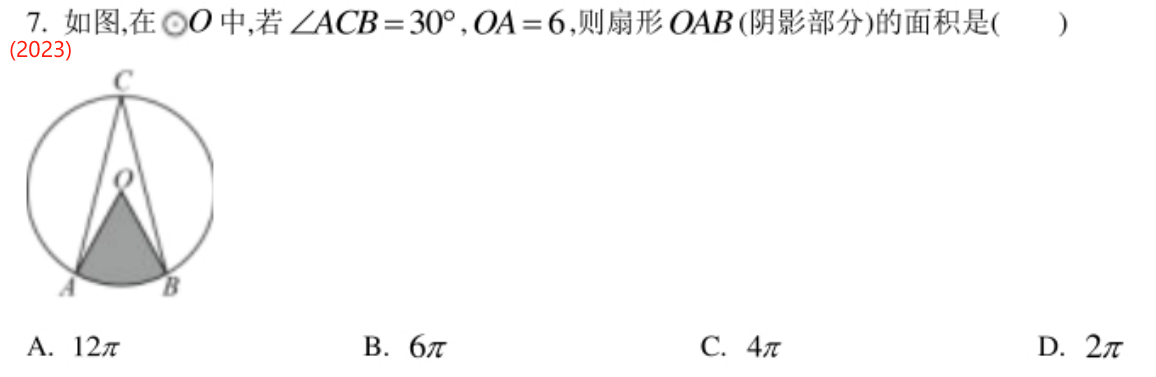 7. 如图,在⊙O中,若∠ACB=30°,OA=6,则扇形OAB(阴影部分)的面积是(    )
(2023)
C
O
A B
A. 12π B. 6π C. 4π D. 2π